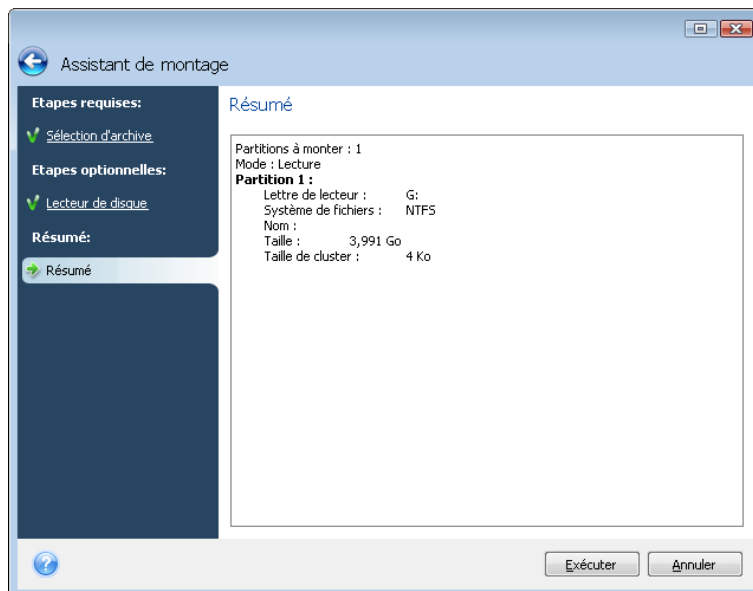 Assistant de montage
Etapes requises:
Sélection d'archive
Etapes optionnelles:
Lecteur de disque
Résumé:
Résumé
Résumé
Partitions à monter : 1
Mode : Lecture
Partition 1 :
Lettre de lecteur : G:
Système de fichiers : NTFS
Nom :
Taille : 3,991 Go
Taille de cluster : 4 Ko
?
Exécuter Annuler